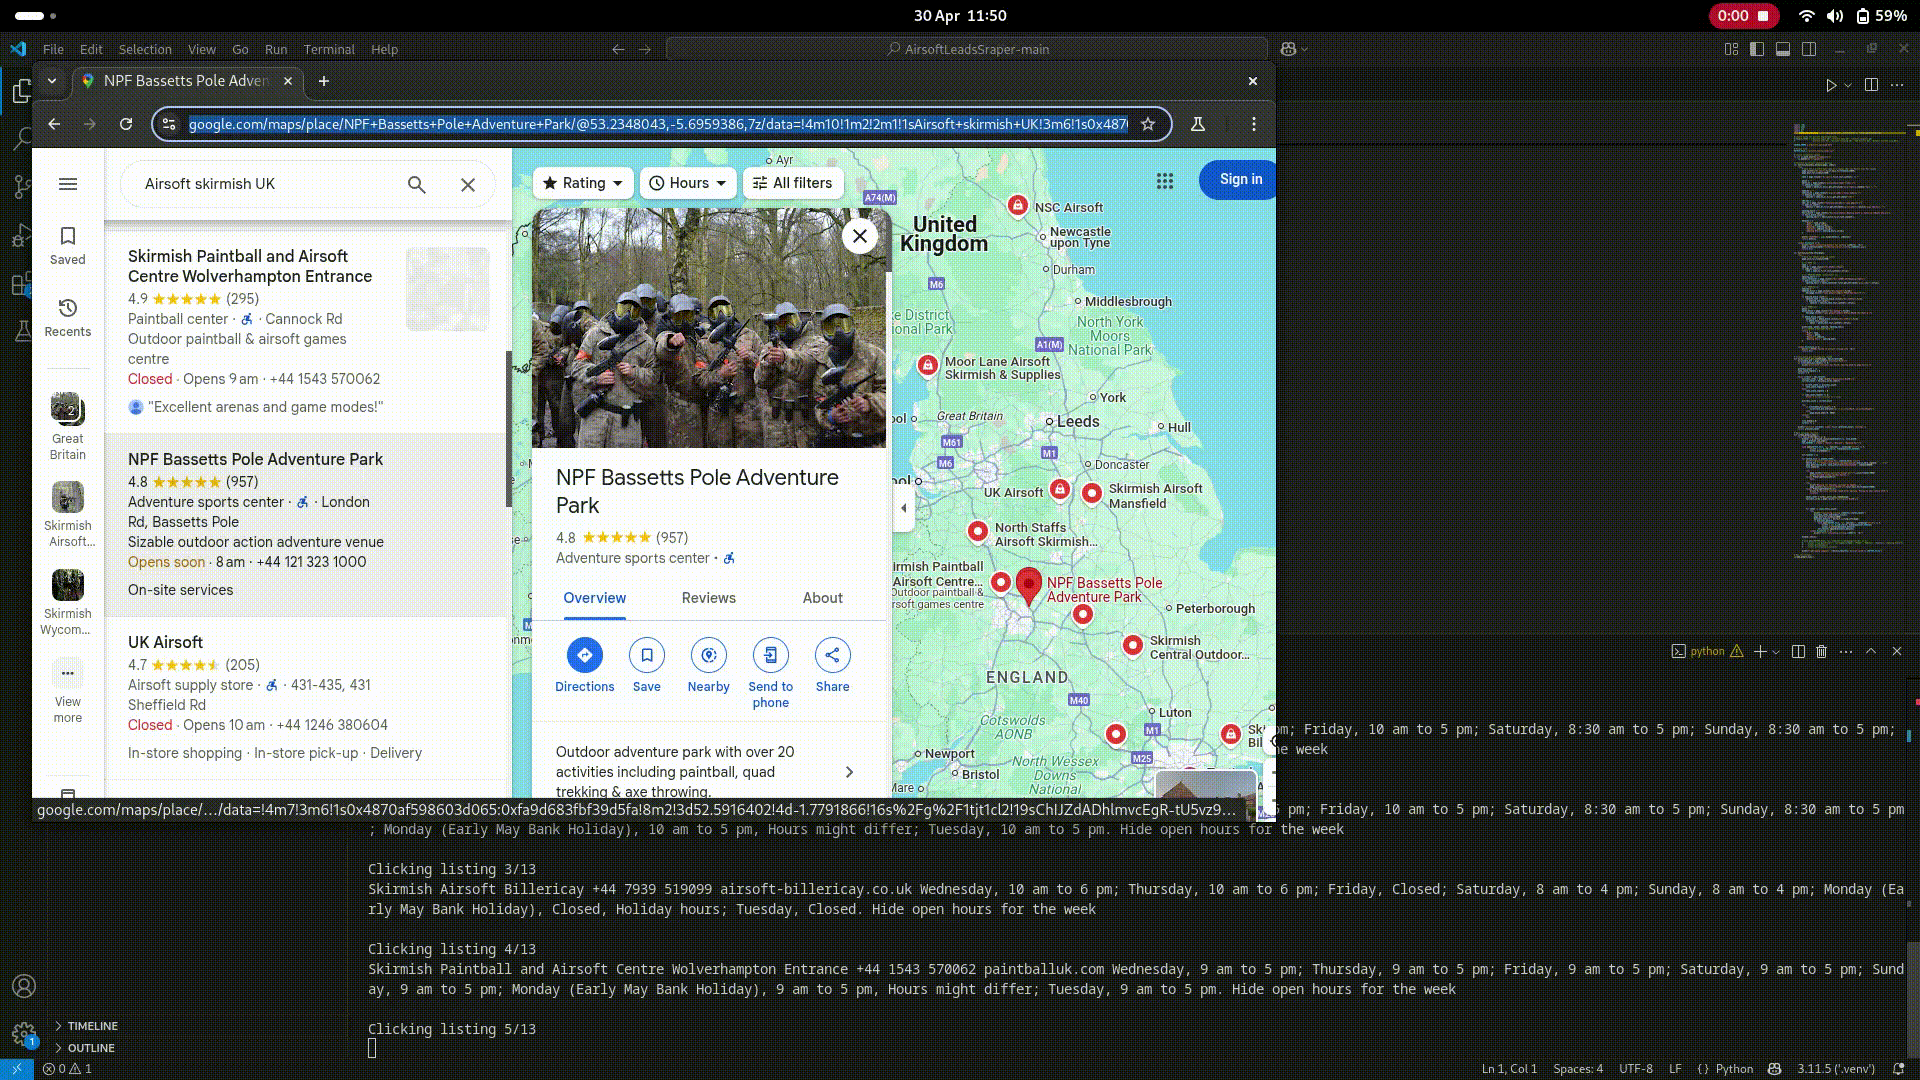 30 Apr 11:50
0:00
59%
File Edit Selection View Go Run Terminal Help
AirsoftLeadsSraper-main
NPF Bassetts Pole Adven
google.com/maps/place/NPF+Bassetts+Pole+Adventure+Park/@53.2348043,-5.6959386,7z/data=!4m10!1m2!2m1!1sAirsoft+skirmish+UK!3m6!1s0x487
Airsoft skirmish UK
Saved
Recents
Great
Britain
2
Skirmish
Airsoft...
Skirmish
Wycom...
View
more
Skirmish Paintball and Airsoft
Centre Wolverhampton Entrance
4.9 (295)
Paintball center · · Cannock Rd
Outdoor paintball & airsoft games
centre
Closed · Opens 9 am · +44 1543 570062
"Excellent arenas and game modes!"
NPF Bassetts Pole Adventure Park
4.8 (957)
Adventure sports center · · London
Rd, Bassetts Pole
Sizable outdoor action adventure venue
Opens soon · 8 am · +44 121 323 1000
On-site services
UK Airsoft
4.7 (205)
Airsoft supply store · · 431-435, 431
Sheffield Rd
Closed · Opens 10 am · +44 1246 380604
In-store shopping · In-store pick-up · Delivery
Rating
Hours
All filters
Sign in
NPF Bassetts Pole Adventure
Park
4.8 (957)
Adventure sports center ·
Overview Reviews About
Directions
Save
Nearby
Send to
phone
Share
Outdoor adventure park with over 20
activities including paintball, quad
trekking & axe throwing.
Ayr
A74(M)
NSC Airsoft
United
Kingdom
Newcastle
upon Tyne
Durham
M6
Middlesbrough
ke District
ional Park
North York
Moors
National Park
A1(M)
Moor Lane Airsoft
Skirmish & Supplies
York
Great Britain
Leeds
Hull
M61
M1
M6
Doncaster
UK Airsoft
Skirmish Airsoft
Mansfield
North Staffs
Airsoft Skirmish...
irmish Paintball
Airsoft Centre...
Outdoor paintball &
rsoft games centre
NPF Bassetts Pole
Adventure Park
Peterborough
Skirmish
Central Outdoor...
ENGLAND
M40
Cotswolds
AONB
Luton
M1
Newport
M25
Bristol
North Wessex
Downs
National
google.com/maps/place/.../data=!4m7!3m6!1s0x4870af598603d065:0xfa9d683fbf39d5fa!8m2!3d52.5916402!4d-1.7791866!16s%2Fg%2F1tjt1cl2!19sChIJZdADhlmvcEgR-tU5vz9...
python
m; Friday, 10 am to 5 pm; Saturday, 8:30 am to 5 pm; Sunday, 8:30 am to 5 pm;
he week
pm; Friday, 10 am to 5 pm; Saturday, 8:30 am to 5 pm; Sunday, 8:30 am to 5 pm
; Monday (Early May Bank Holiday), 10 am to 5 pm, Hours might differ; Tuesday, 10 am to 5 pm. Hide open hours for the week
Clicking listing 3/13
Skirmish Airsoft Billericay +44 7939 519099 airsoft-billericay.co.uk Wednesday, 10 am to 6 pm; Thursday, 10 am to 6 pm; Friday, Closed; Saturday, 8 am to 4 pm; Sunday, 8 am to 4 pm; Monday (Ea
rly May Bank Holiday), Closed, Holiday hours; Tuesday, Closed. Hide open hours for the week
Clicking listing 4/13
Skirmish Paintball and Airsoft Centre Wolverhampton Entrance +44 1543 570062 paintballuk.com Wednesday, 9 am to 5 pm; Thursday, 9 am to 5 pm; Friday, 9 am to 5 pm; Saturday, 9 am to 5 pm; Sund
ay, 9 am to 5 pm; Monday (Early May Bank Holiday), 9 am to 5 pm, Hours might differ; Tuesday, 9 am to 5 pm. Hide open hours for the week
Clicking listing 5/13
TIMELINE
OUTLINE
1
0 1
Ln 1, Col 1 Spaces: 4 UTF-8 LF { } Python 3.11.5 ('.venv')